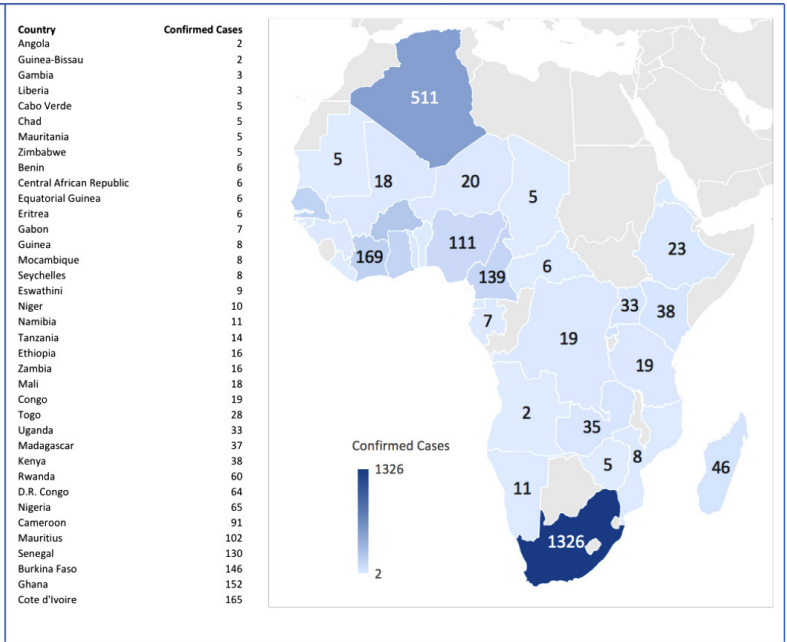 Country Confirmed Cases
Angola 2
Guinea-Bissau 2
Gambia 3
Liberia 3
Cabo Verde 5
Chad 5
Mauritania 5
Zimbabwe 5
Benin 6
Central African Republic 6
Equatorial Guinea 6
Eritrea 6
Gabon 7
Guinea 8
Mocambique 8
Seychelles 8
Eswathini 9
Niger 10
Namibia 11
Tanzania 14
Ethiopia 16
Zambia 16
Mali 18
Congo 19
Togo 28
Uganda 33
Madagascar 37
Kenya 38
Rwanda 60
D.R. Congo 64
Nigeria 65
Cameroon 91
Mauritius 102
Senegal 130
Burkina Faso 146
Ghana 152
Cote d'Ivoire 165
511
5
18
20
5
111
169
139
6
23
33
38
7
19
19
2
35
5
8
11
46
1326
Confirmed Cases
1326
2